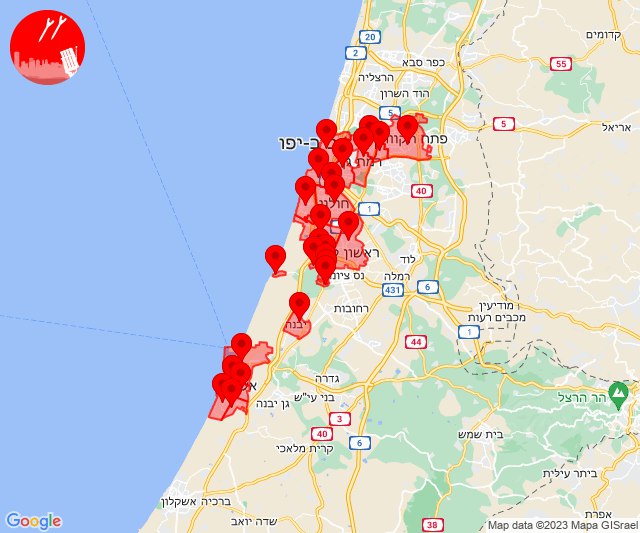 קדומים
20
כפר סבא
2
55
אריאל
הרצליה
הוד השרון
5
5
פתח תקווה
רמת
40
חולון
1
ראשון
לוד
נס ציונה
רמלה
6
431
רחובות
מודיעין
מכבים רעות
יבנה
1
44
גדרה
הר הרצל
בני עי"ש
גן יבנה
3
40
6
בית שמש
קרית מלאכי
ביתר עילית
ברכיה אשקלון
אפרת
שדה יואב
38
Google
Map data ©2023 Mapa GISrael